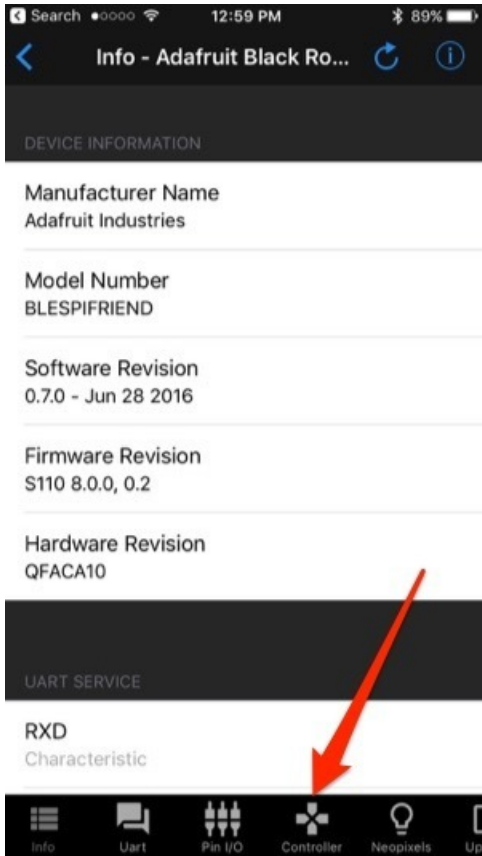 Search 12:59 PM 89%
Info - Adafruit Black Ro...
DEVICE INFORMATION
Manufacturer Name
Adafruit Industries
Model Number
BLESPIFRIEND
Software Revision
0.7.0 - Jun 28 2016
Firmware Revision
S110 8.0.0, 0.2
Hardware Revision
QFACA10
UART SERVICE
RXD
Characteristic
Info Uart Pin I/O Controller Neopixels Up